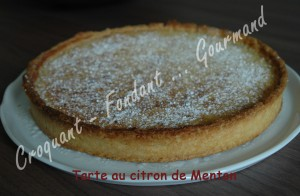 Croquant - Fondant ... Gourmand
Tarte au citron de Menton